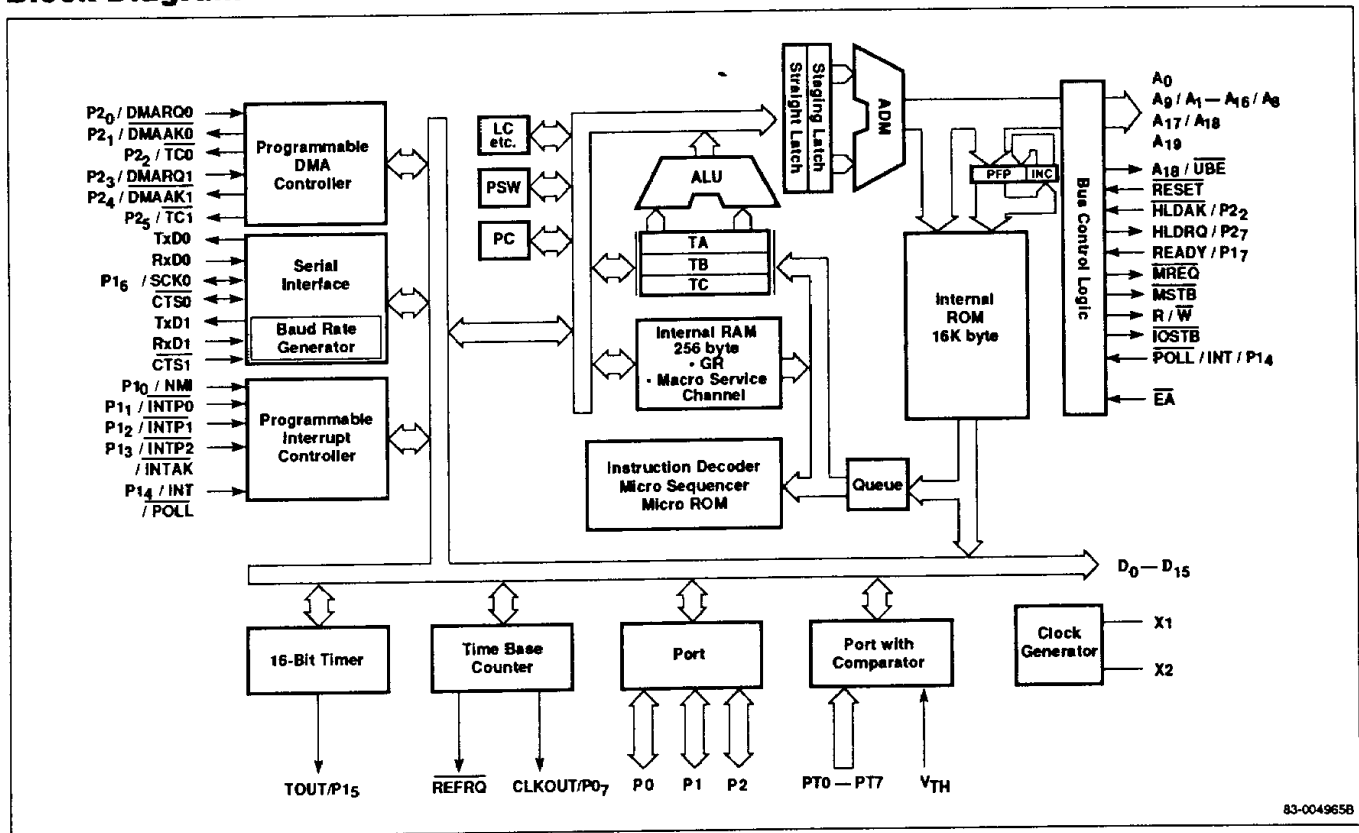 P2₀ / DMARQ0
P2₁ / DMAAK0
P2₂ / TC0
P2₃ / DMARQ1
P2₄ / DMAAK1
P2₅ / TC1
Programmable
DMA
Controller
TxD0
RxD0
P1₆ / SCK0
CTS0
TxD1
RxD1
CTS1
Serial
Interface
Baud Rate
Generator
P1₀ / NMI
P1₁ / INTP0
P1₂ / INTP1
P1₃ / INTP2
/ INTAK
P1₄ / INT
/ POLL
Programmable
Interrupt
Controller
LC
etc.
PSW
PC
ALU
TA
TB
TC
Internal RAM
256 byte
· GR
· Macro Service
Channel
Instruction Decoder
Micro Sequencer
Micro ROM
Straight Latch
Staging Latch
ADM
PFP
INC
Internal
ROM
16K byte
Queue
Bus Control Logic
A₀
A₉ / A₁ — A₁₆ / A₈
A₁₇ / A₁₈
A₁₉
A₁₈ / UBE
RESET
HLDAK / P2₂
HLDRQ / P2₇
READY / P1₇
MREQ
MSTB
R / W
IOSTB
POLL / INT / P1₄
EA
D₀ — D₁₅
16-Bit Timer
Time Base
Counter
Port
Port with
Comparator
Clock
Generator
X1
X2
TOUT/P1₅
REFRQ
CLKOUT/P0₇
P0
P1
P2
PT0 — PT7
V_TH
83-004965B